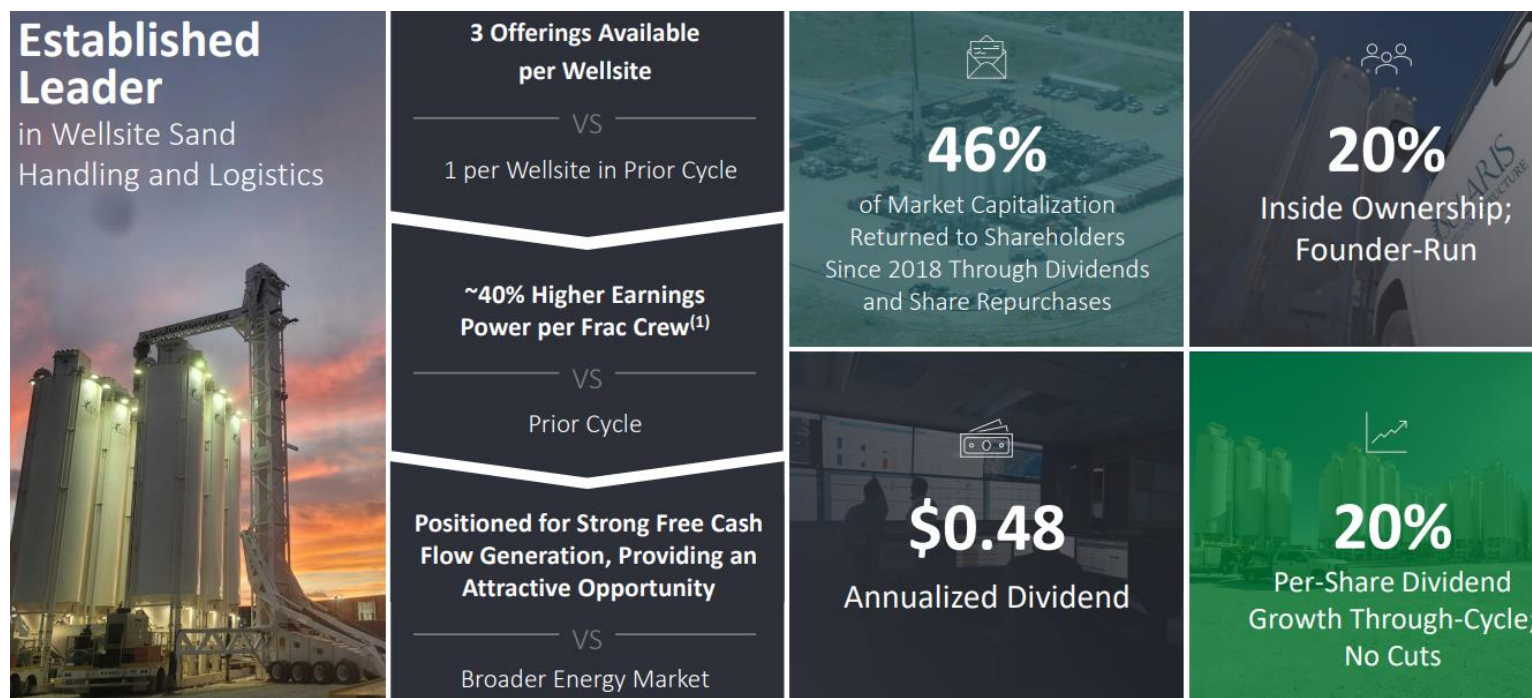 Established
Leader
in Wellsite Sand
Handling and Logistics
3 Offerings Available
per Wellsite
VS
1 per Wellsite in Prior Cycle
~40% Higher Earnings
Power per Frac Crew(1)
VS
Prior Cycle
Positioned for Strong Free Cash
Flow Generation, Providing an
Attractive Opportunity
VS
Broader Energy Market
46%
of Market Capitalization
Returned to Shareholders
Since 2018 Through Dividends
and Share Repurchases
20%
Inside Ownership;
Founder-Run
$0.48
Annualized Dividend
20%
Per-Share Dividend
Growth Through-Cycle;
No Cuts